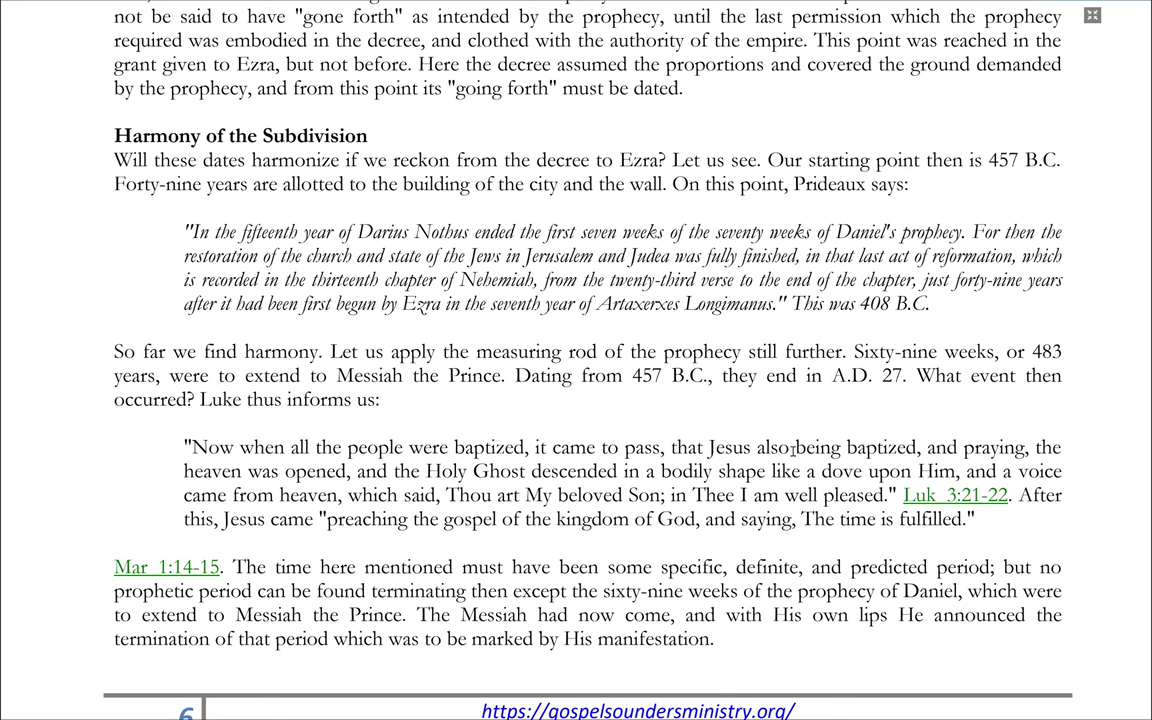 not be said to have "gone forth" as intended by the prophecy, until the last permission which the prophecy
required was embodied in the decree, and clothed with the authority of the empire. This point was reached in the
grant given to Ezra, but not before. Here the decree assumed the proportions and covered the ground demanded
by the prophecy, and from this point its "going forth" must be dated.
Harmony of the Subdivision
Will these dates harmonize if we reckon from the decree to Ezra? Let us see. Our starting point then is 457 B.C.
Forty-nine years are allotted to the building of the city and the wall. On this point, Prideaux says:
"In the fifteenth year of Darius Nothus ended the first seven weeks of the seventy weeks of Daniel's prophecy. For then the
restoration of the church and state of the Jews in Jerusalem and Judea was fully finished, in that last act of reformation, which
is recorded in the thirteenth chapter of Nehemiah, from the twenty-third verse to the end of the chapter, just forty-nine years
after it had been first begun by Ezra in the seventh year of Artaxerxes Longimanus." This was 408 B.C.
So far we find harmony. Let us apply the measuring rod of the prophecy still further. Sixty-nine weeks, or 483
years, were to extend to Messiah the Prince. Dating from 457 B.C., they end in A.D. 27. What event then
occurred? Luke thus informs us:
"Now when all the people were baptized, it came to pass, that Jesus also being baptized, and praying, the
heaven was opened, and the Holy Ghost descended in a bodily shape like a dove upon Him, and a voice
came from heaven, which said, Thou art My beloved Son; in Thee I am well pleased." Luk 3:21-22. After
this, Jesus came "preaching the gospel of the kingdom of God, and saying, The time is fulfilled."
Mar 1:14-15. The time here mentioned must have been some specific, definite, and predicted period; but no
prophetic period can be found terminating then except the sixty-nine weeks of the prophecy of Daniel, which were
to extend to Messiah the Prince. The Messiah had now come, and with His own lips He announced the
termination of that period which was to be marked by His manifestation.
6 https://gospelsoundersministry.org/